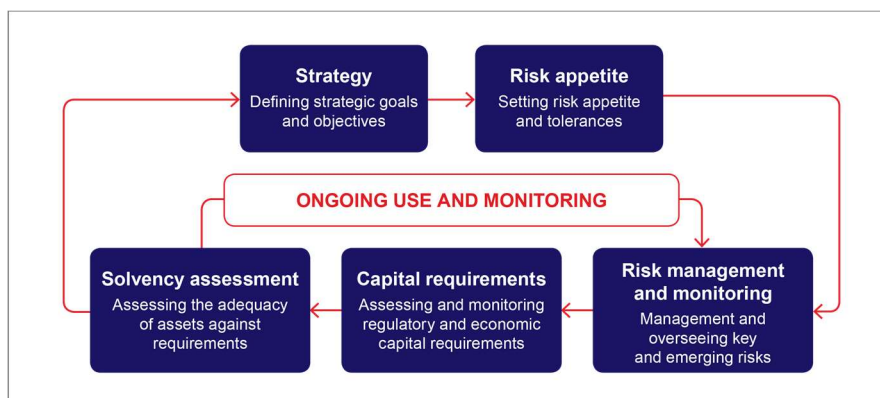 Strategy
Defining strategic goals
and objectives
Risk appetite
Setting risk appetite
and tolerances
ONGOING USE AND MONITORING
Solvency assessment
Assessing the adequacy
of assets against
requirements
Capital requirements
Assessing and monitoring
regulatory and economic
capital requirements
Risk management
and monitoring
Management and
overseeing key
and emerging risks